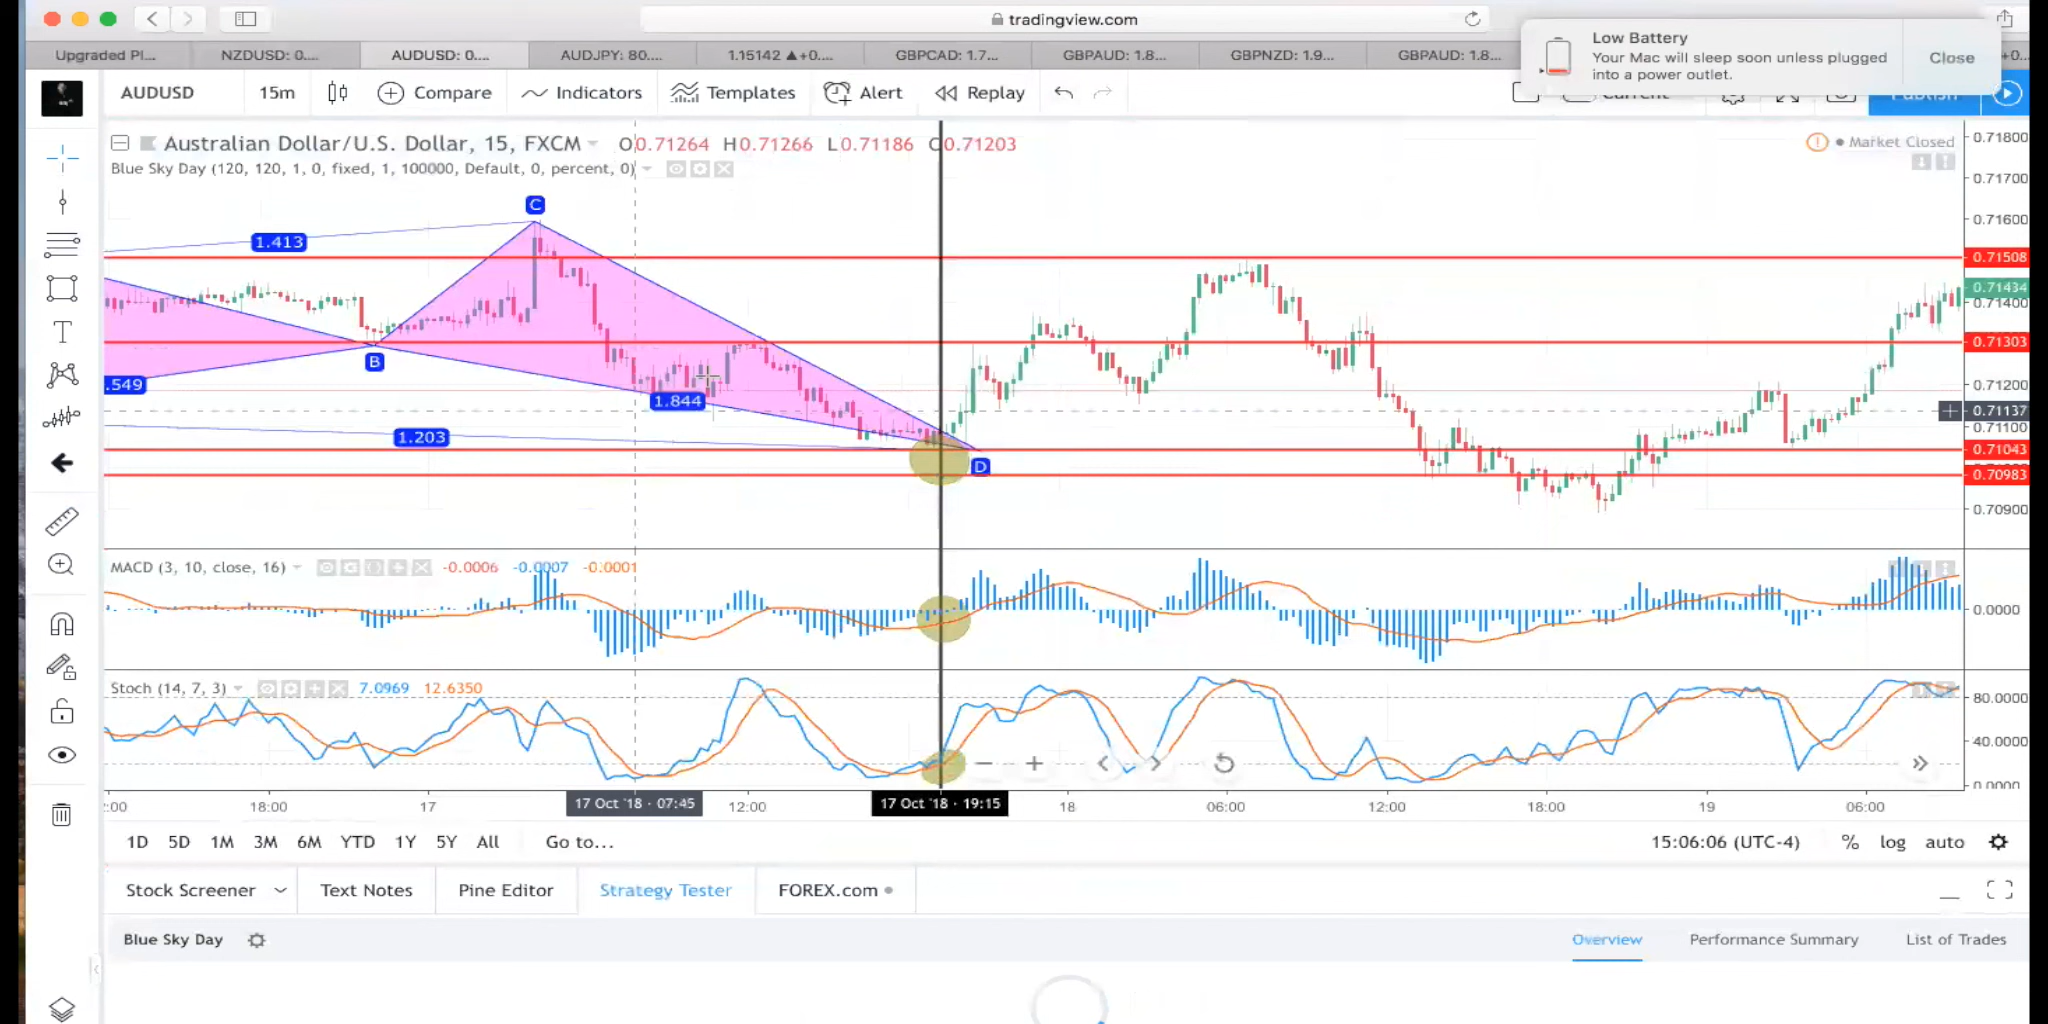 tradingview.com
Low Battery
Your Mac will sleep soon unless plugged
into a power outlet.
Close
Upgraded Pl...
NZDUSD: 0....
AUDUSD: 0....
AUDJPY: 80....
1.15142 ▲+0....
GBPCAD: 1.7...
GBPAUD: 1.8...
GBPNZD: 1.9...
GBPAUD: 1.8...
AUDUSD
15m
Compare
Indicators
Templates
Alert
Replay
Australian Dollar/U.S. Dollar, 15, FXCM
O0.71264 H0.71266 L0.71186 C0.71203
Market Closed
Blue Sky Day (120, 120, 1, 0, fixed, 1, 100000, Default, 0, percent, 0)
0.71800
0.71700
0.71600
0.71508
0.71434
0.71400
0.71303
0.71200
0.71137
0.71100
0.71043
0.70983
0.70900
C
1.413
B
.549
1.844
1.203
D
MACD (3, 10, close, 16) -0.0006 -0.0007 -0.0001
0.0000
Stoch (14, 7, 3) 7.0969 12.6350
80.0000
40.0000
0.0000
:00
18:00
17
17 Oct '18 · 07:45
12:00
17 Oct '18 · 19:15
18
06:00
12:00
18:00
19
06:00
1D 5D 1M 3M 6M YTD 1Y 5Y All
Go to...
15:06:06 (UTC-4)
% log auto
Stock Screener
Text Notes
Pine Editor
Strategy Tester
FOREX.com
Blue Sky Day
Overview
Performance Summary
List of Trades